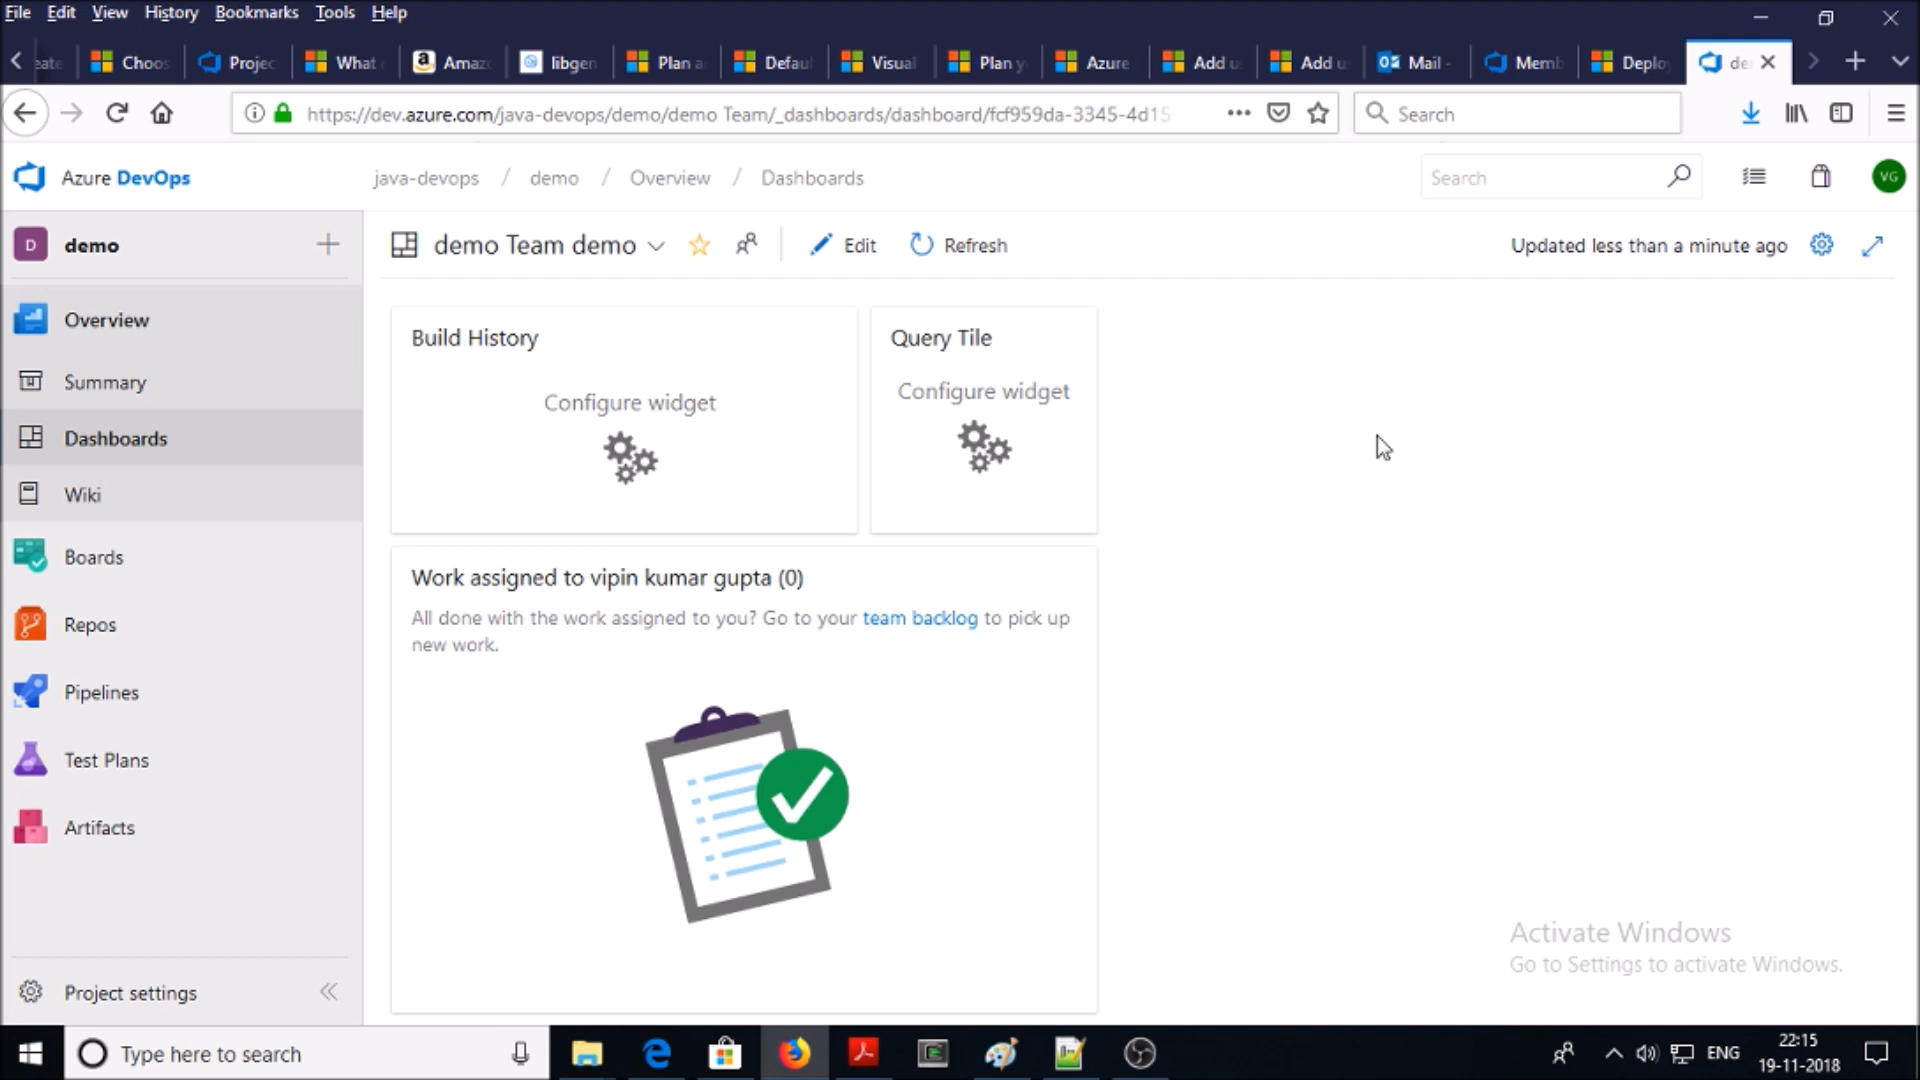 File Edit View History Bookmarks Tools Help
Choos Projec What Amaz libgen Plan a Defau Visual Plan y Azure Add u Add u Mail - Memb Deplo de
https://dev.azure.com/java-devops/demo/demo Team/_dashboards/dashboard/fcf959da-3345-4d15
Search
Azure DevOps
java-devops / demo / Overview / Dashboards
Search
VG
D demo
demo Team demo Edit Refresh
Updated less than a minute ago
Overview
Summary
Dashboards
Wiki
Boards
Repos
Pipelines
Test Plans
Artifacts
Project settings
Build History
Configure widget
Query Tile
Configure widget
Work assigned to vipin kumar gupta (0)
All done with the work assigned to you? Go to your team backlog to pick up
new work.
Activate Windows
Go to Settings to activate Windows.
Type here to search
ENG
22:15
19-11-2018